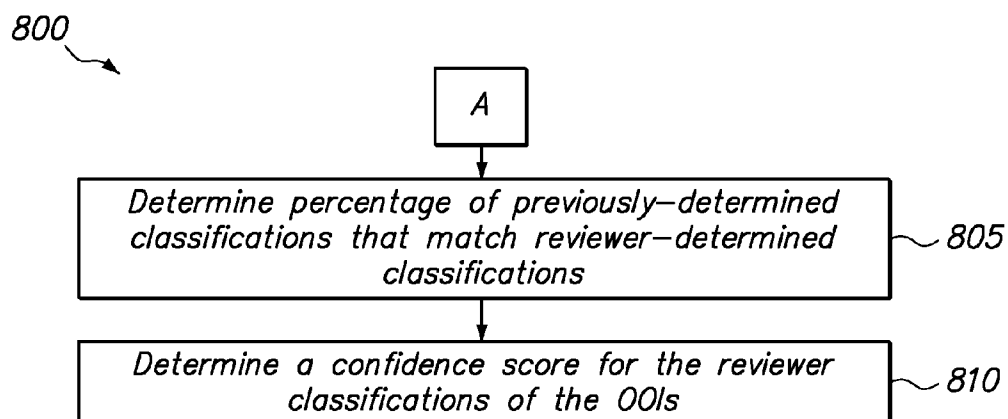 800
A
Determine percentage of previously-determined
classifications that match reviewer-determined
classifications
805
Determine a confidence score for the reviewer
classifications of the OOIs
810